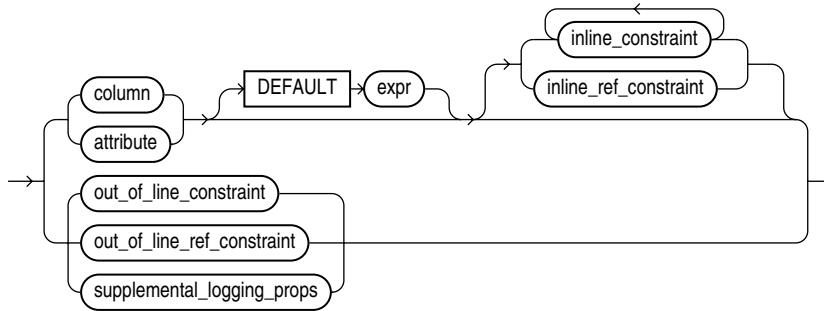 inline_constraint
column
DEFAULT
expr
inline_ref_constraint
attribute
out_of_line_constraint
out_of_line_ref_constraint
supplemental_logging_props